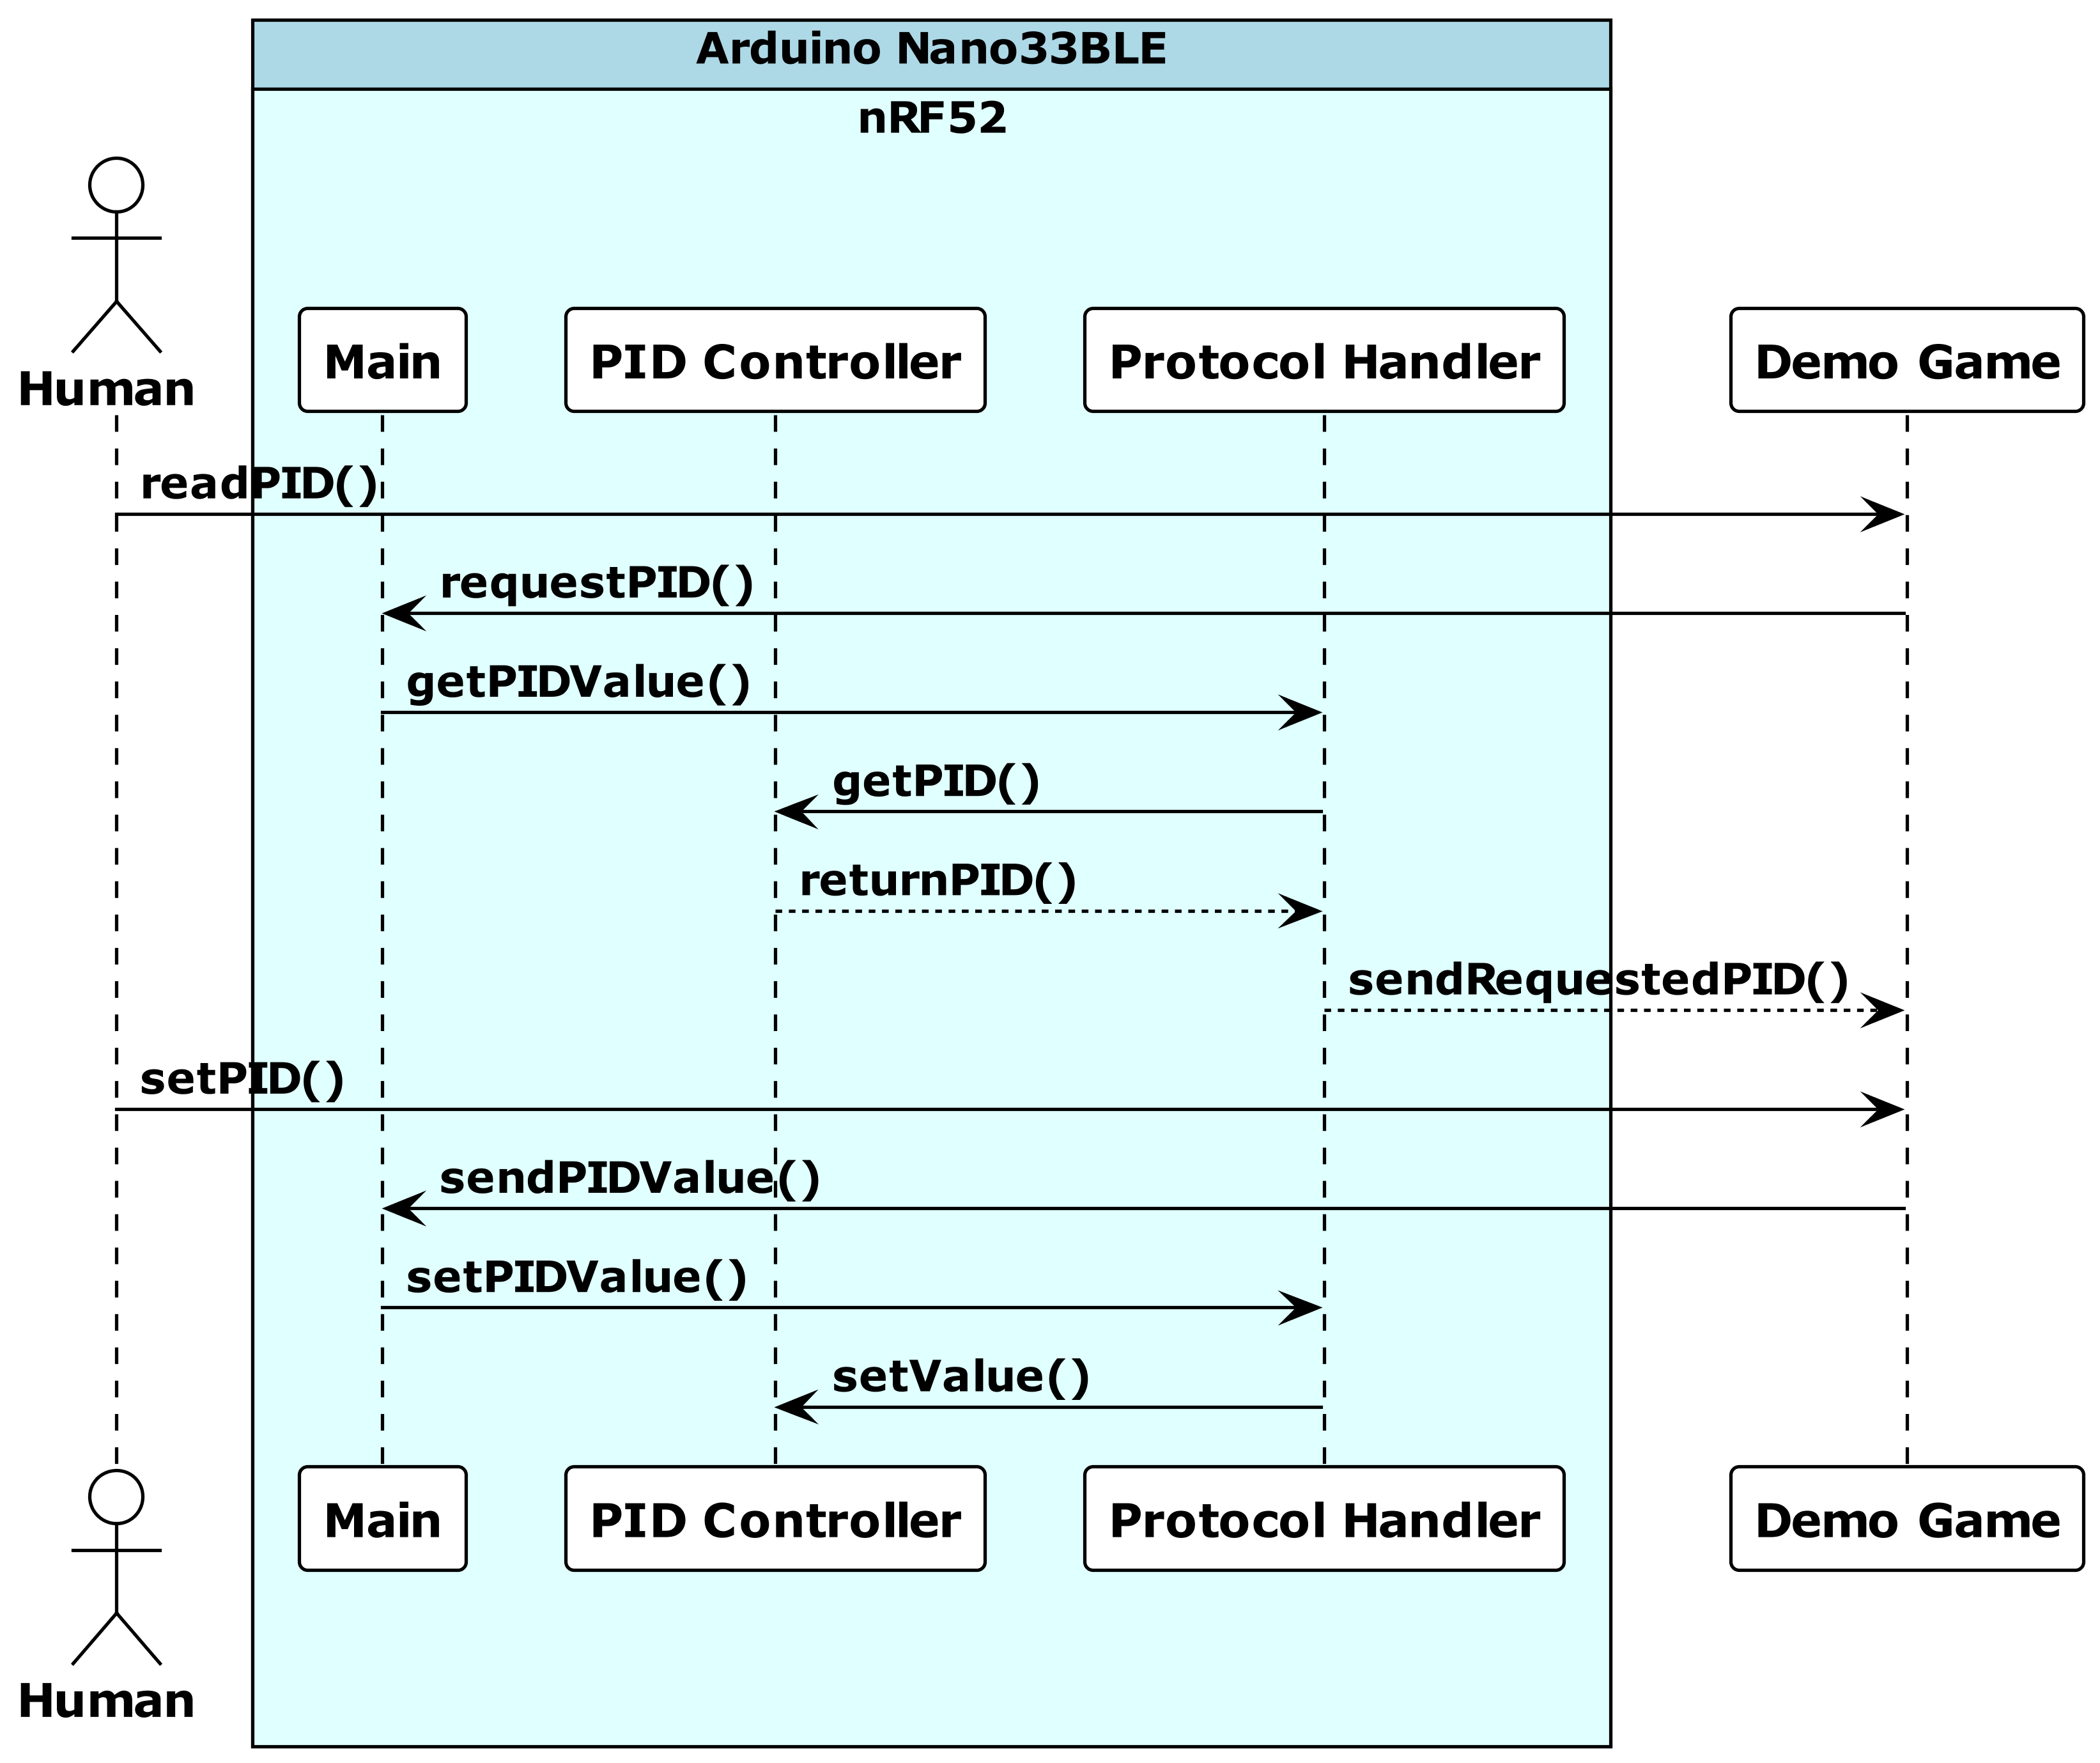 Arduino Nano33BLE
nRF52
Human
Main
PID Controller
Protocol Handler
Demo Game
readPID()
requestPID()
getPIDValue()
getPID()
returnPID()
sendRequestedPID()
setPID()
sendPIDValue()
setPIDValue()
setValue()
Main
PID Controller
Protocol Handler
Demo Game
Human